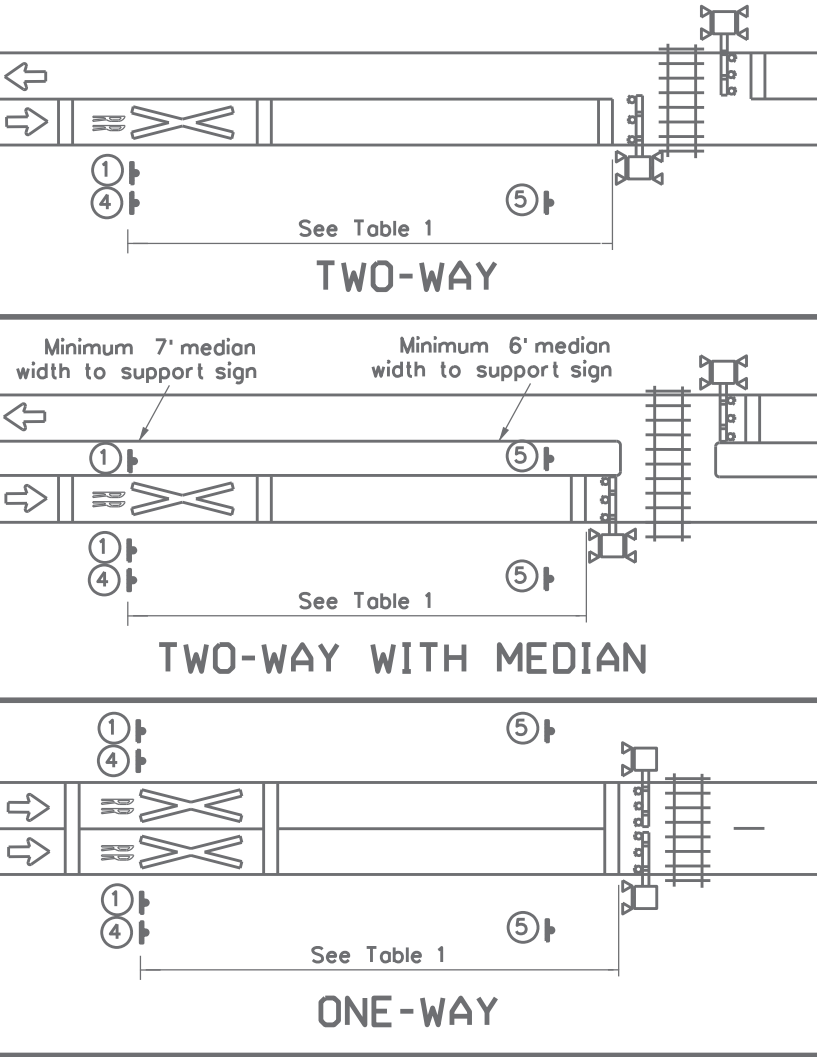 R R
1
4
5
See Table 1
TWO-WAY
Minimum 7' median
width to support sign
Minimum 6' median
width to support sign
1
5
R R
1
4
5
See Table 1
TWO-WAY WITH MEDIAN
1
4
5
R R
R R
1
4
5
See Table 1
ONE-WAY